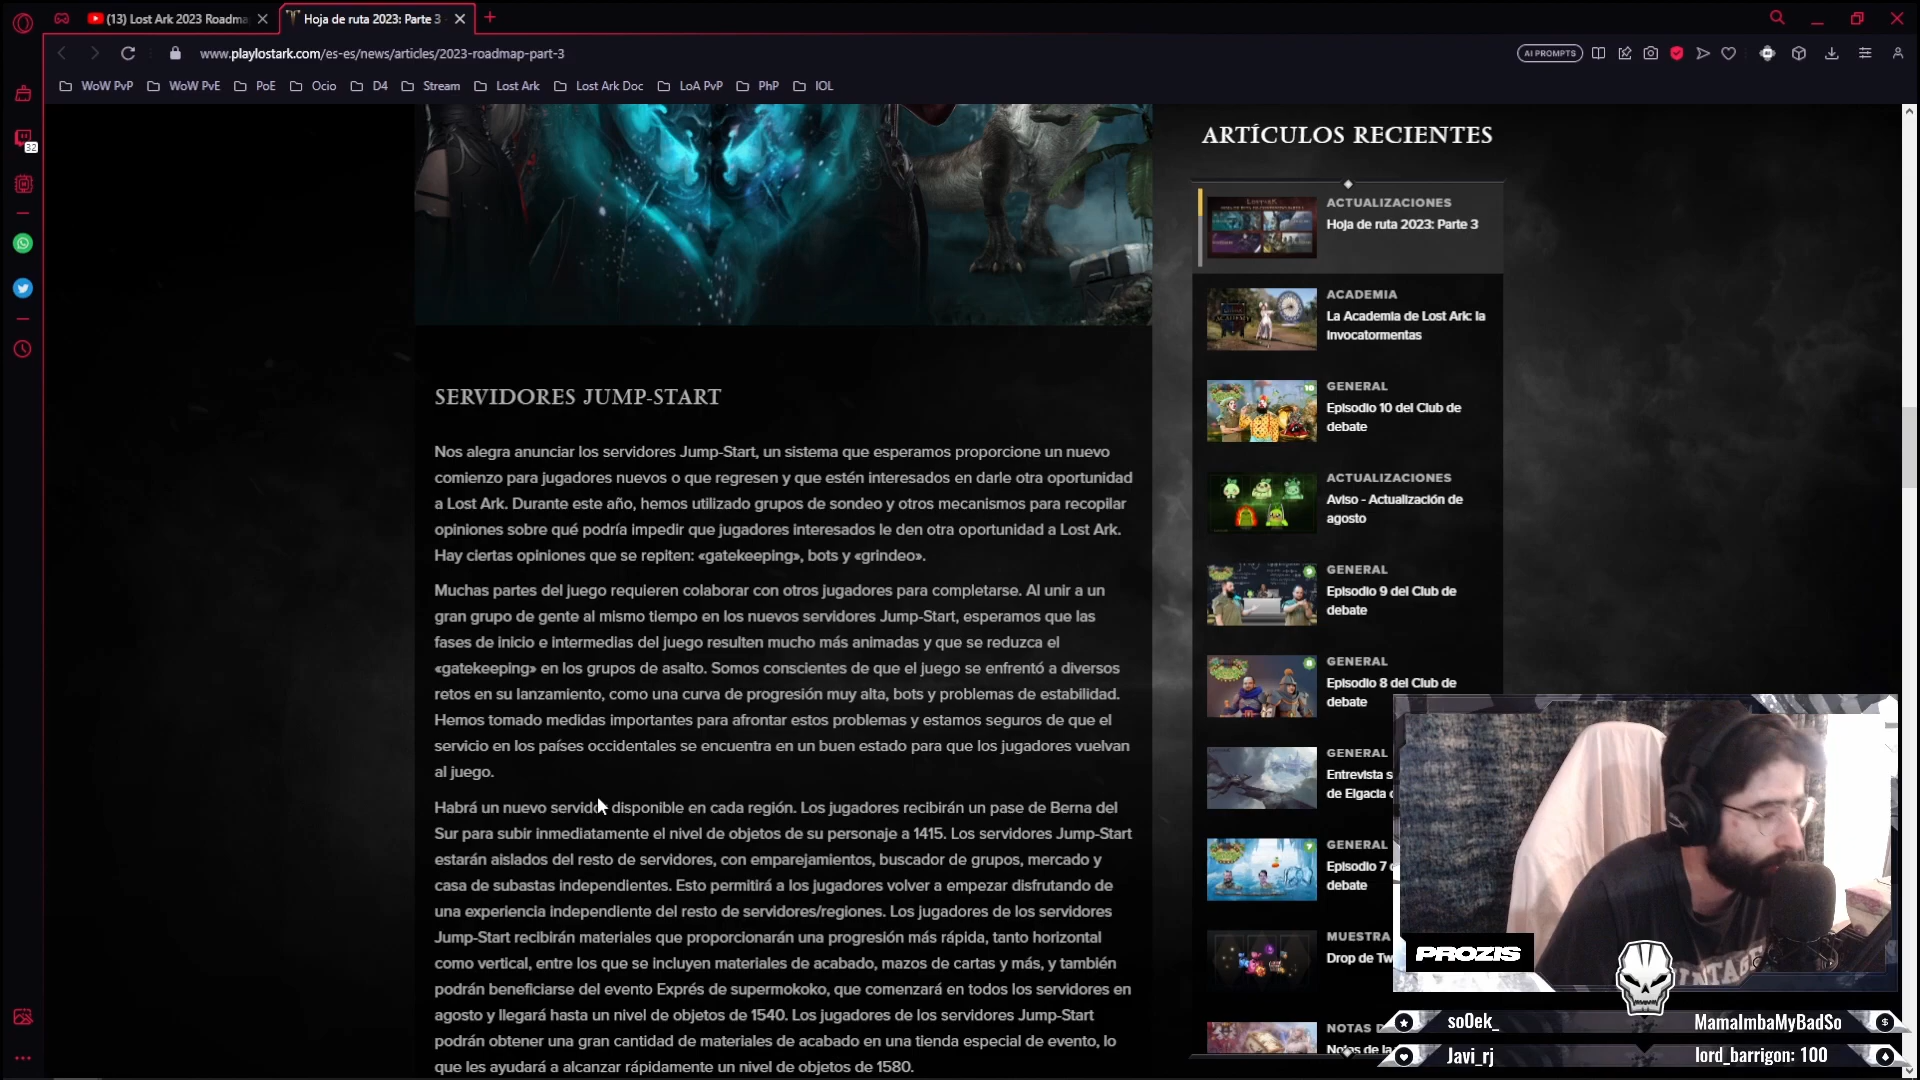 (13) Lost Ark 2023 Roadma
Hoja de ruta 2023: Parte 3
www.playlostark.com/es-es/news/articles/2023-roadmap-part-3
AI PROMPTS
WoW PvP
WoW PvE
PoE
Ocio
D4
Stream
Lost Ark
Lost Ark Doc
LoA PvP
PhP
IOL
32
SERVIDORES JUMP-START
Nos alegra anunciar los servidores Jump-Start, un sistema que esperamos proporcione un nuevo
comienzo para jugadores nuevos o que regresen y que estén interesados en darle otra oportunidad
a Lost Ark. Durante este año, hemos utilizado grupos de sondeo y otros mecanismos para recopilar
opiniones sobre qué podría impedir que jugadores interesados le den otra oportunidad a Lost Ark.
Hay ciertas opiniones que se repiten: «gatekeeping», bots y «grindeo».
Muchas partes del juego requieren colaborar con otros jugadores para completarse. Al unir a un
gran grupo de gente al mismo tiempo en los nuevos servidores Jump-Start, esperamos que las
fases de inicio e intermedias del juego resulten mucho más animadas y que se reduzca el
«gatekeeping» en los grupos de asalto. Somos conscientes de que el juego se enfrentó a diversos
retos en su lanzamiento, como una curva de progresión muy alta, bots y problemas de estabilidad.
Hemos tomado medidas importantes para afrontar estos problemas y estamos seguros de que el
servicio en los países occidentales se encuentra en un buen estado para que los jugadores vuelvan
al juego.
Habrá un nuevo servidor disponible en cada región. Los jugadores recibirán un pase de Berna del
Sur para subir inmediatamente el nivel de objetos de su personaje a 1415. Los servidores Jump-Start
estarán aislados del resto de servidores, con emparejamientos, buscador de grupos, mercado y
casa de subastas independientes. Esto permitirá a los jugadores volver a empezar disfrutando de
una experiencia independiente del resto de servidores/regiones. Los jugadores de los servidores
Jump-Start recibirán materiales que proporcionarán una progresión más rápida, tanto horizontal
como vertical, entre los que se incluyen materiales de acabado, mazos de cartas y más, y también
podrán beneficiarse del evento Exprés de supermokoko, que comenzará en todos los servidores en
agosto y llegará hasta un nivel de objetos de 1540. Los jugadores de los servidores Jump-Start
podrán obtener una gran cantidad de materiales de acabado en una tienda especial de evento, lo
que les ayudará a alcanzar rápidamente un nivel de objetos de 1580.
ARTÍCULOS RECIENTES
ACTUALIZACIONES
Hoja de ruta 2023: Parte 3
ACADEMIA
La Academia de Lost Ark: la
Invocatormentas
GENERAL
Episodio 10 del Club de
debate
ACTUALIZACIONES
Aviso - Actualización de
agosto
GENERAL
Episodio 9 del Club de
debate
GENERAL
Episodio 8 del Club de
debate
GENERAL
Entrevista s
de Elgacia
GENERAL
Episodio 7
debate
MUESTRA
Drop de Tw
NOTAS D
Notas de la
PROZIS
so0ek_
MamaImbaMyBadSo
Javi_rj
lord_barrigon: 100